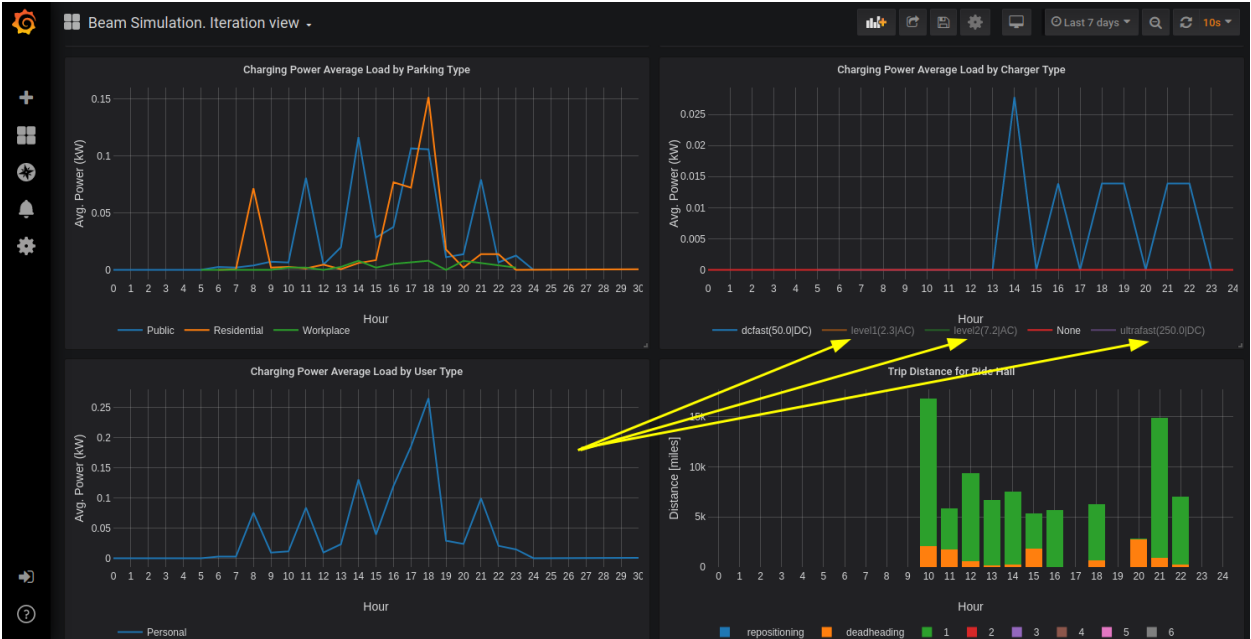 Beam Simulation. Iteration view
Last 7 days
10s
Charging Power Average Load by Parking Type
Avg. Power (kW)
0.15
0.1
0.05
0
0 1 2 3 4 5 6 7 8 9 10 11 12 13 14 15 16 17 18 19 20 21 22 23 24 25 26 27 28 29 30
Hour
Public Residential Workplace
Charging Power Average Load by Charger Type
Avg. Power (kW)
0.025
0.02
0.015
0.01
0.005
0
0 1 2 3 4 5 6 7 8 9 10 11 12 13 14 15 16 17 18 19 20 21 22 23 24
Hour
dcfast(50.0|DC) level1(2.3|AC) level2(7.2|AC) None ultrafast(250.0|DC)
Charging Power Average Load by User Type
Avg. Power (kW)
0.25
0.2
0.15
0.1
0.05
0
0 1 2 3 4 5 6 7 8 9 10 11 12 13 14 15 16 17 18 19 20 21 22 23 24 25 26 27 28 29 30
Hour
Personal
Trip Distance for Ride Hail
Distance [miles]
15k
10k
5k
0
0 1 2 3 4 5 6 7 8 9 10 11 12 13 14 15 16 17 18 19 20 21 22 23 24
Hour
repositioning deadheading 1 2 3 4 5 6
?